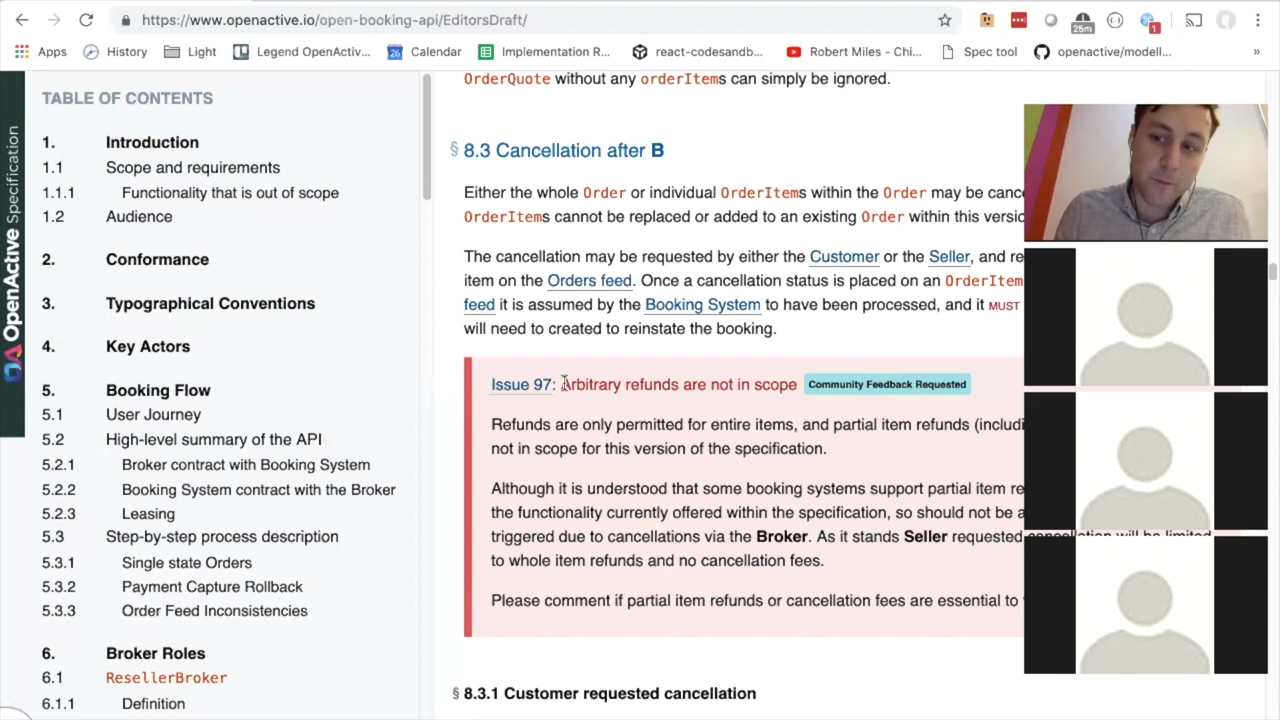 https://www.openactive.io/open-booking-api/EditorsDraft/
25m
1
Apps
History
Light
Legend OpenActiv...
26
Calendar
Implementation R...
react-codesandb...
Robert Miles - Chi...
Spec tool
openactive/modell...
»
OpenActive Specification
TABLE OF CONTENTS
1. Introduction
1.1 Scope and requirements
1.1.1 Functionality that is out of scope
1.2 Audience
2. Conformance
3. Typographical Conventions
4. Key Actors
5. Booking Flow
5.1 User Journey
5.2 High-level summary of the API
5.2.1 Broker contract with Booking System
5.2.2 Booking System contract with the Broker
5.2.3 Leasing
5.3 Step-by-step process description
5.3.1 Single state Orders
5.3.2 Payment Capture Rollback
5.3.3 Order Feed Inconsistencies
6. Broker Roles
6.1 ResellerBroker
6.1.1 Definition
OrderQuote without any orderItems can simply be ignored.
§ 8.3 Cancellation after B
Either the whole Order or individual OrderItems within the Order may be
OrderItems cannot be replaced or added to an existing Order within this
The cancellation may be requested by either the Customer or the Seller, and
item on the Orders feed. Once a cancellation status is placed on an OrderItem
feed it is assumed by the Booking System to have been processed, and it MUST
will need to created to reinstate the booking.
Issue 97: Arbitrary refunds are not in scope Community Feedback Requested
Refunds are only permitted for entire items, and partial item refunds
not in scope for this version of the specification.
Although it is understood that some booking systems support partial item
the functionality currently offered within the specification, so should not be a
triggered due to cancellations via the Broker. As it stands Seller requested cancellation will be limited
to whole item refunds and no cancellation fees.
Please comment if partial item refunds or cancellation fees are essential to
§ 8.3.1 Customer requested cancellation